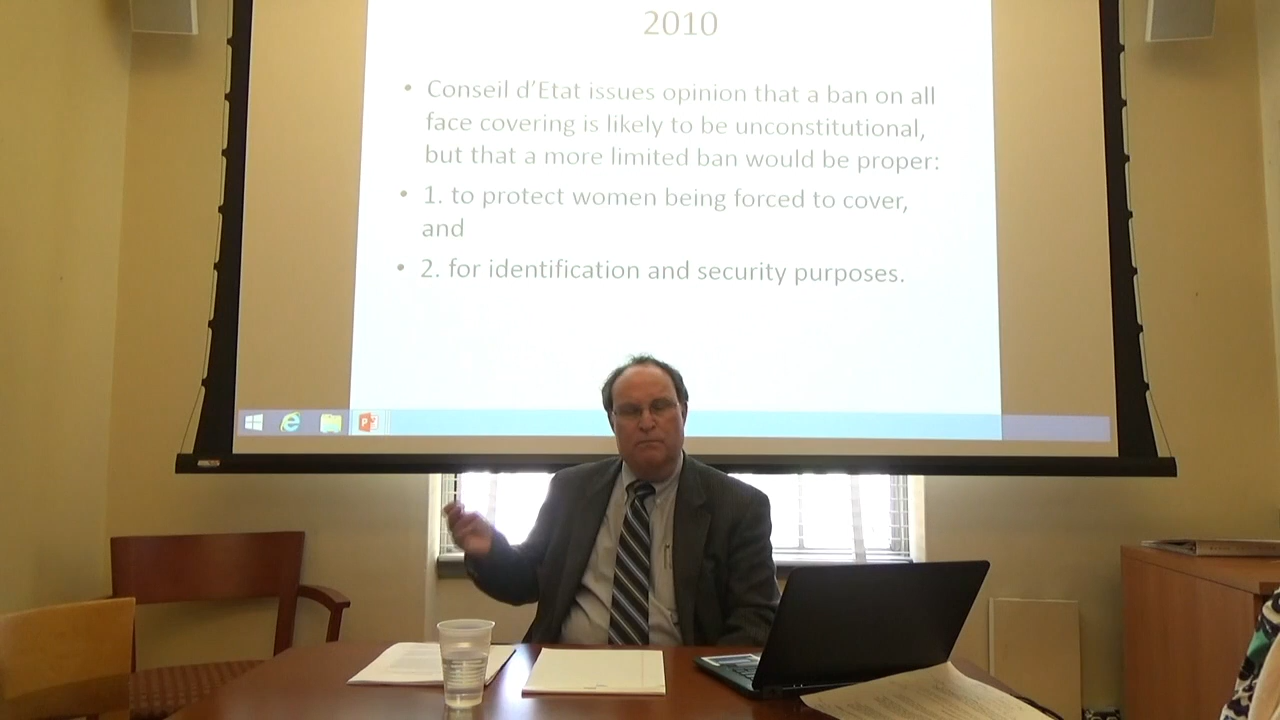 2010
• Conseil d'Etat issues opinion that a ban on all
face covering is likely to be unconstitutional,
but that a more limited ban would be proper:
• 1. to protect women being forced to cover,
and
• 2. for identification and security purposes.